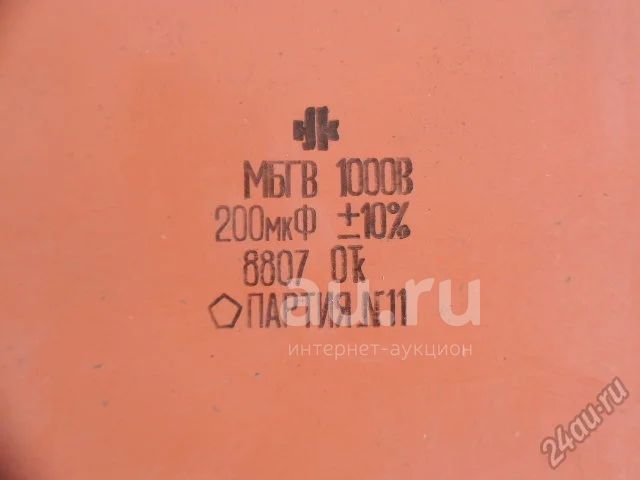 МБГВ 1000В
200мкФ ±10%
8807 ОТК
ПАРТИЯ №11
au.ru
интернет-аукцион
24au.ru